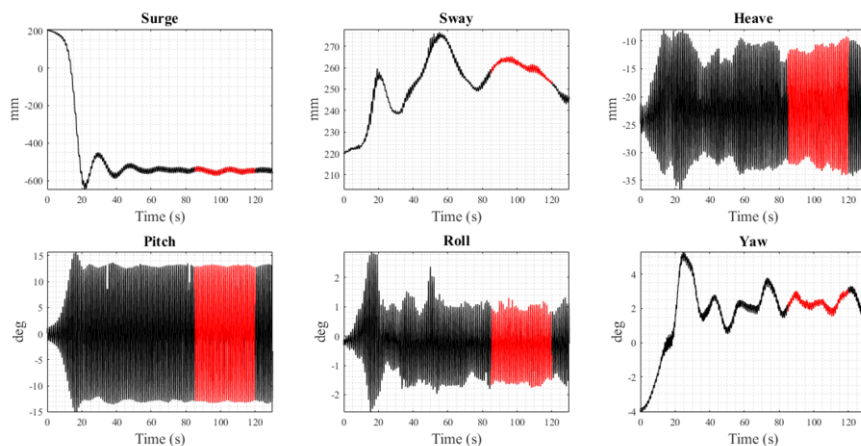 Surge
200
0
-200
-400
-600
mm
0 20 40 60 80 100 120
Time (s)
Sway
270
260
250
240
230
220
210
mm
0 20 40 60 80 100 120
Time (s)
Heave
-10
-15
-20
-25
-30
-35
mm
0 20 40 60 80 100 120
Time (s)
Pitch
15
10
5
0
-5
-10
-15
deg
0 20 40 60 80 100 120
Time (s)
Roll
2
1
0
-1
-2
deg
0 20 40 60 80 100 120
Time (s)
Yaw
4
2
0
-2
-4
deg
0 20 40 60 80 100 120
Time (s)